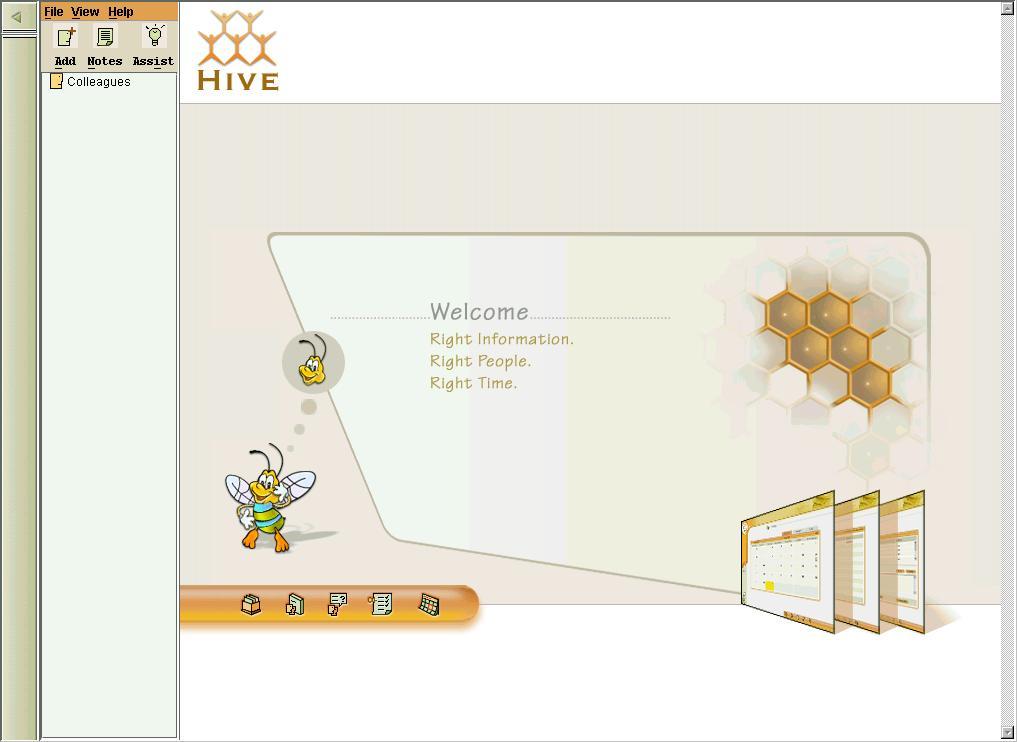 File View Help
Add Notes Assist
Colleagues
HIVE
Welcome
Right Information.
Right People.
Right Time.